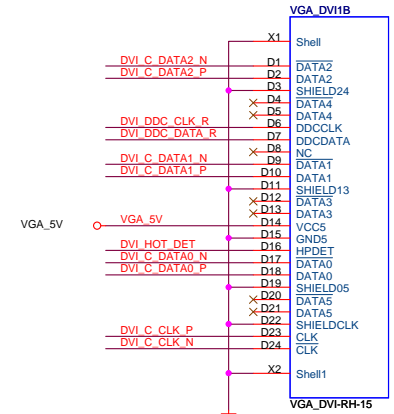 VGA_DVI1B
X1 Shell
DVI_C_DATA2_N D1 DATA2
DVI_C_DATA2_P D2 DATA2
D3 SHIELD24
D4 DATA4
D5 DATA4
DVI_DDC_CLK_R D6 DDCCLK
DVI_DDC_DATA_R D7 DDCDATA
D8 NC
DVI_C_DATA1_N D9 DATA1
DVI_C_DATA1_P D10 DATA1
D11 SHIELD13
D12 DATA3
D13 DATA3
VGA_5V VGA_5V D14 VCC5
D15 GND5
DVI_HOT_DET D16 HPDET
DVI_C_DATA0_N D17 DATA0
DVI_C_DATA0_P D18 DATA0
D19 SHIELD05
D20 DATA5
D21 DATA5
D22 SHIELDCLK
DVI_C_CLK_P D23 CLK
DVI_C_CLK_N D24 CLK
X2 Shell1
VGA_DVI-RH-15